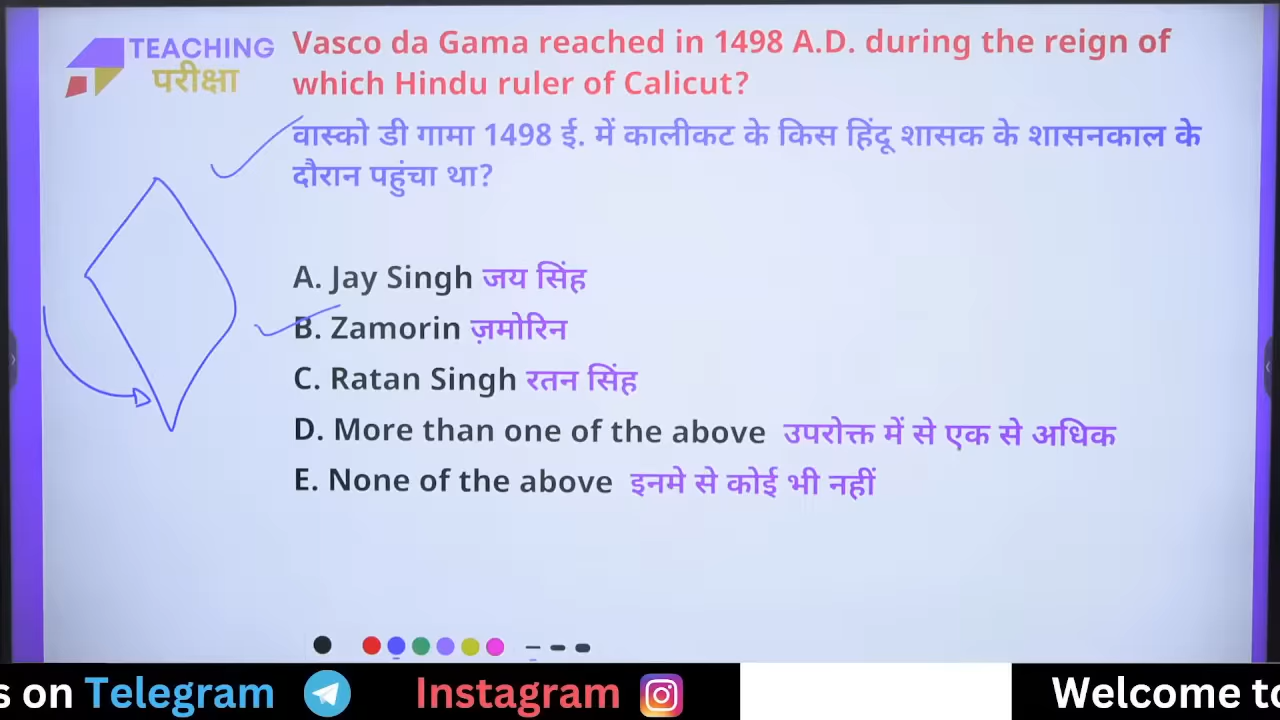 TEACHING
परीक्षा
Vasco da Gama reached in 1498 A.D. during the reign of
which Hindu ruler of Calicut?
वास्को डी गामा 1498 ई. में कालीकट के किस हिंदू शासक के शासनकाल के
दौरान पहुंचा था?
A. Jay Singh जय सिंह
B. Zamorin ज़मोरिन
C. Ratan Singh रतन सिंह
D. More than one of the above उपरोक्त में से एक से अधिक
E. None of the above इनमे से कोई भी नहीं
s on Telegram Instagram Welcome to